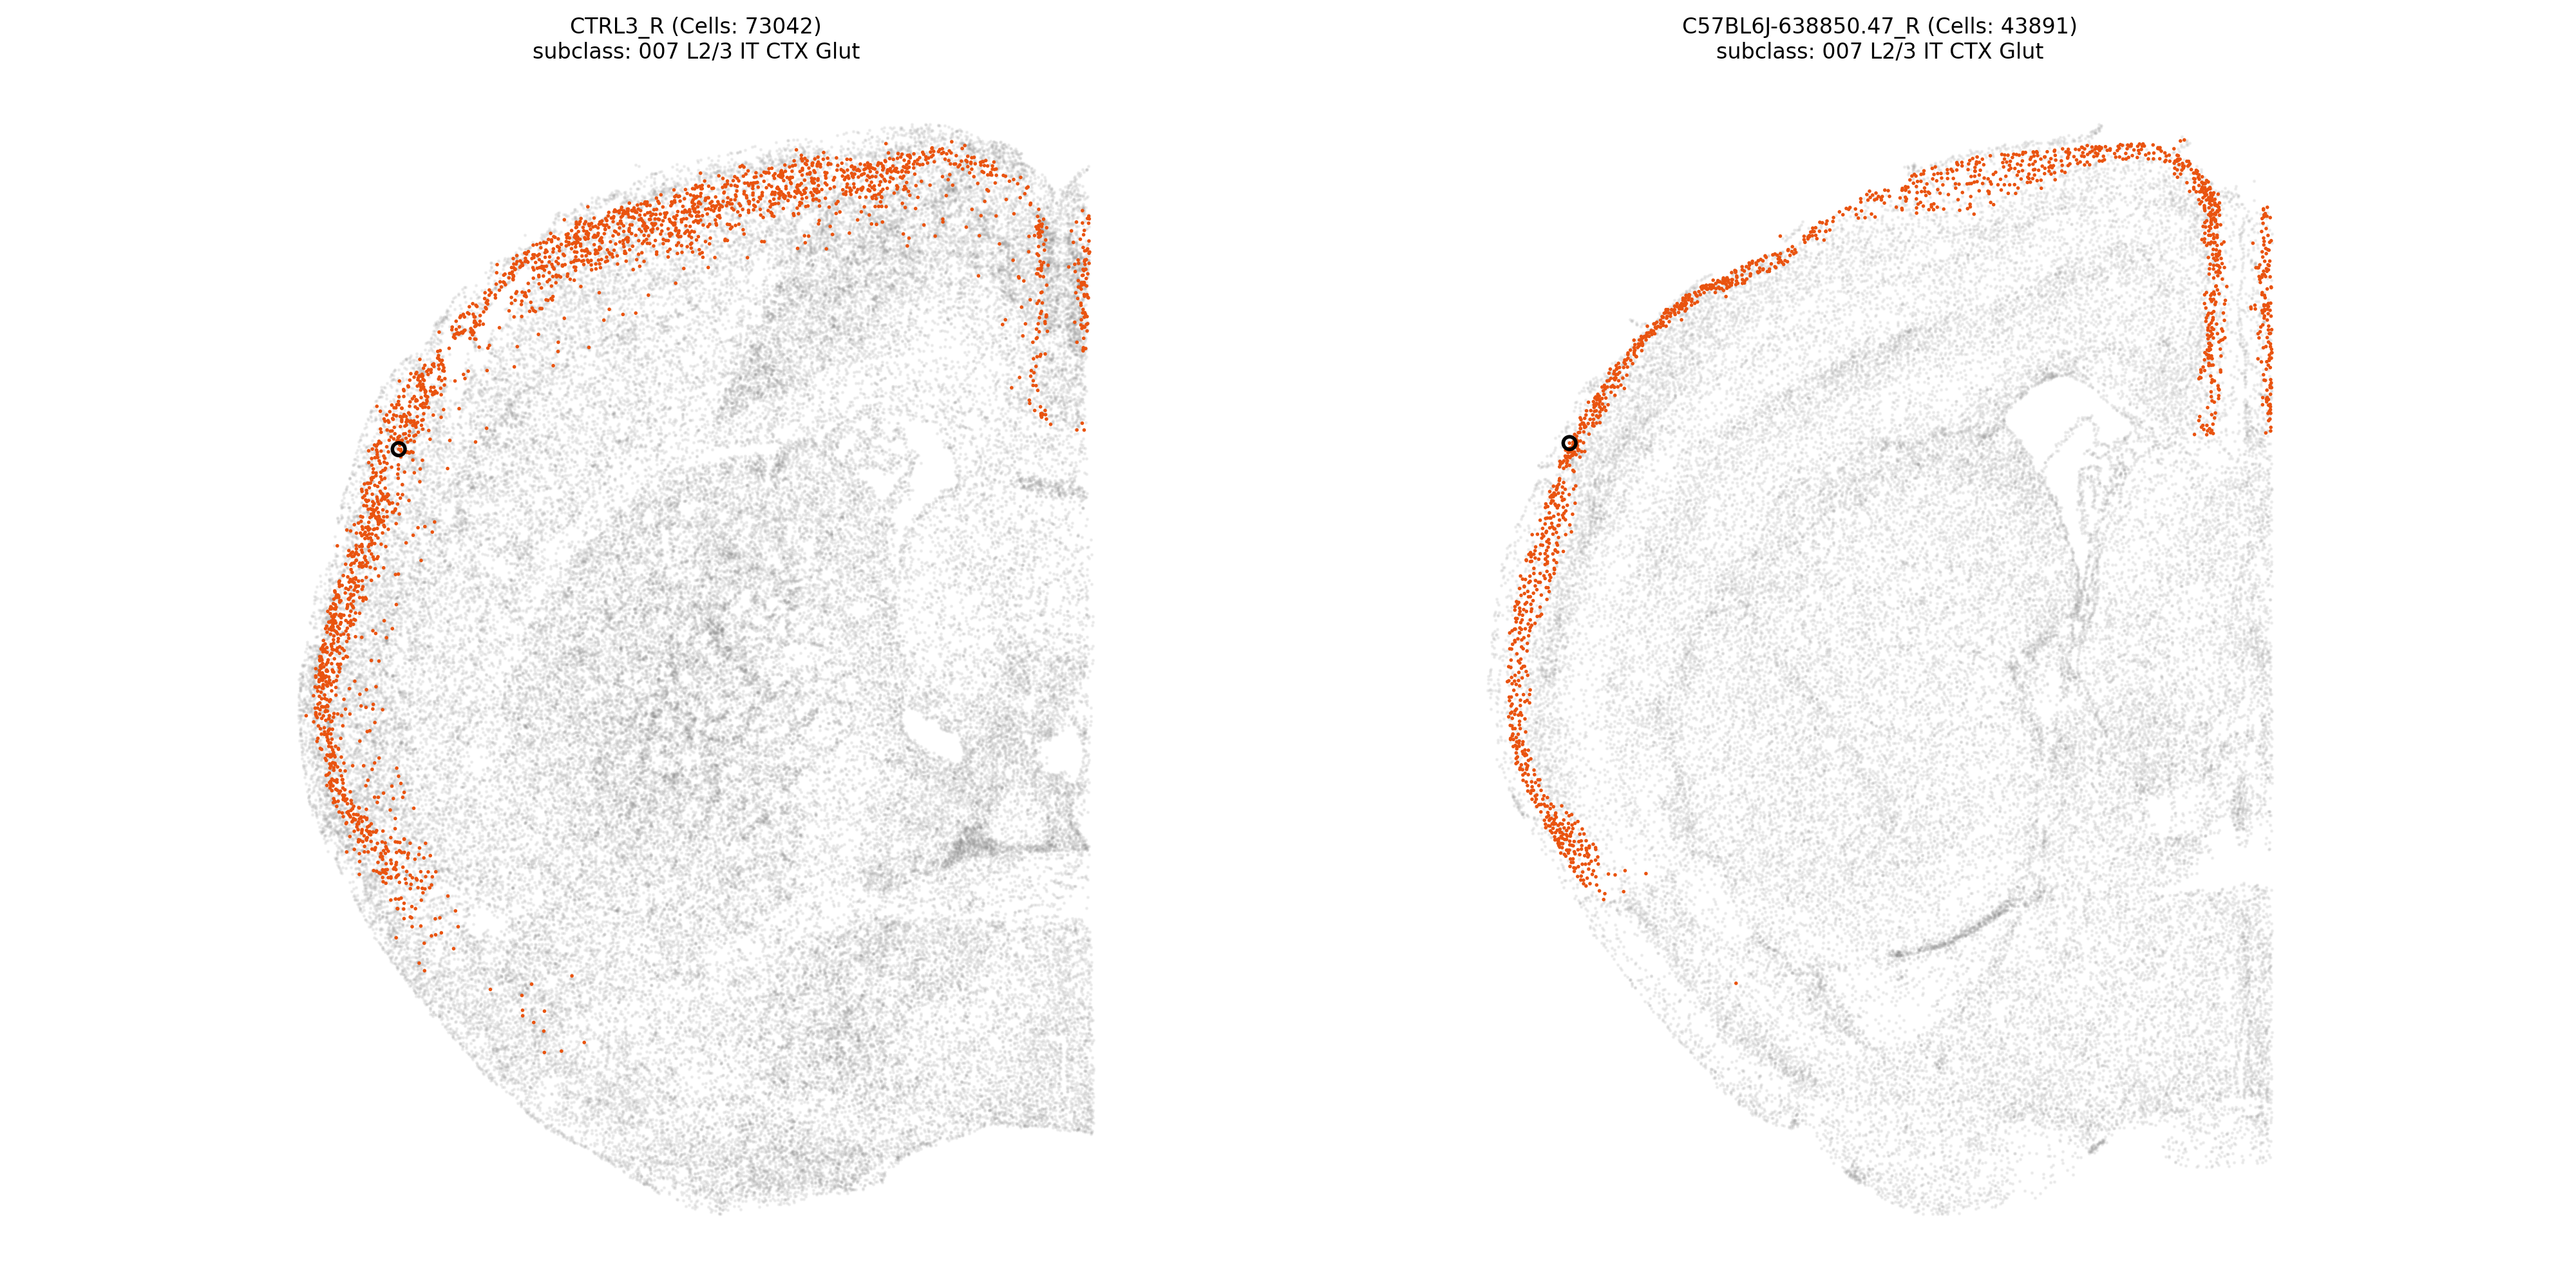 CTRL3_R (Cells: 73042)
subclass: 007 L2/3 IT CTX Glut
C57BL6J-638850.47_R (Cells: 43891)
subclass: 007 L2/3 IT CTX Glut